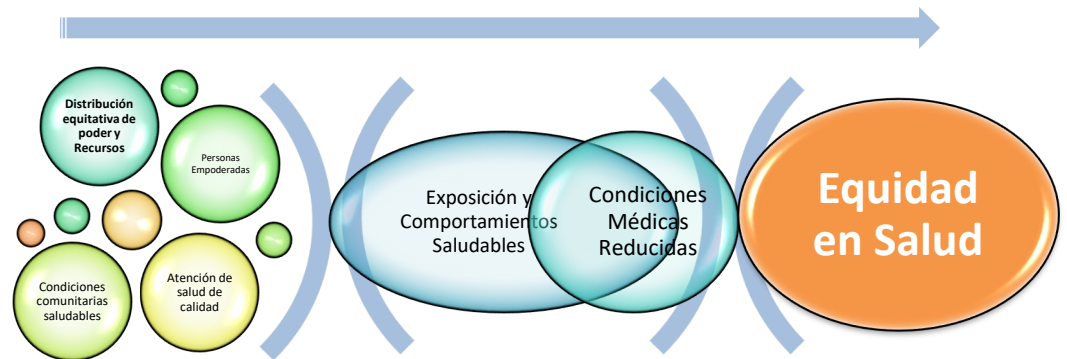 Distribución
equitativa de
poder y
Recursos
Personas
Empoderadas
Condiciones
comunitarias
saludables
Atención de
salud de
calidad
Exposición y
Comportamientos
Saludables
Condiciones
Médicas
Reducidas
Equidad
en Salud